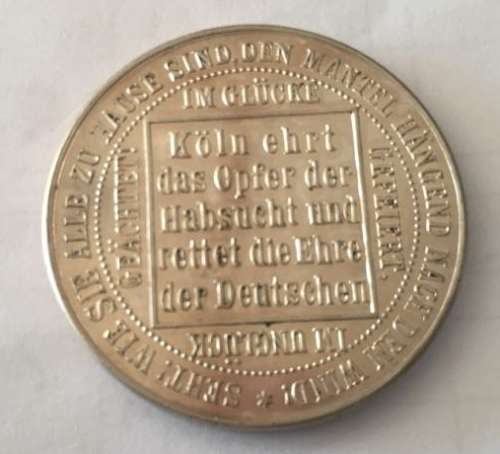 SEHT! WIE SIE ALLE ZU HAUSE SIND, DEN MANTEL HÄNGEND NACH DEM WIND!
IM GLÜCKE
GEFEIERT,
IM UNGLÜCK
GEÄCHTET!
Köln ehrt
das Opfer der
Habsucht und
rettet die Ehre
der Deutschen